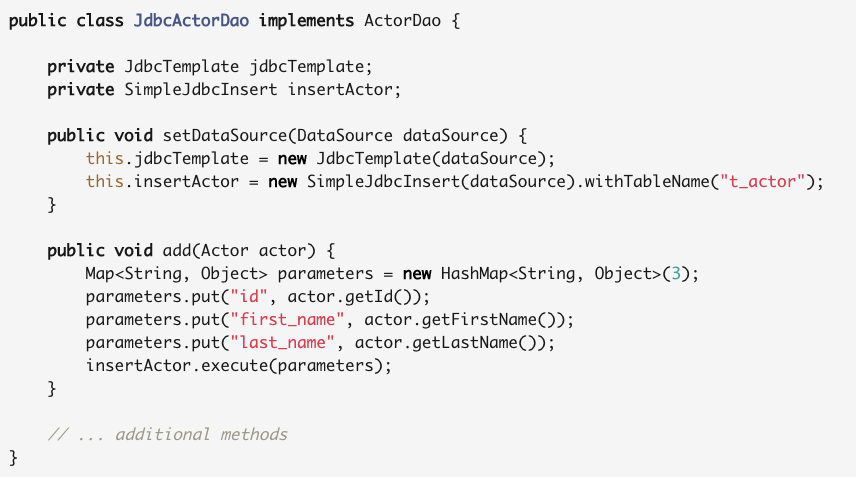 public class JdbcActorDao implements ActorDao {

    private JdbcTemplate jdbcTemplate;
    private SimpleJdbcInsert insertActor;

    public void setDataSource(DataSource dataSource) {
        this.jdbcTemplate = new JdbcTemplate(dataSource);
        this.insertActor = new SimpleJdbcInsert(dataSource).withTableName("t_actor");
    }

    public void add(Actor actor) {
        Map<String, Object> parameters = new HashMap<String, Object>(3);
        parameters.put("id", actor.getId());
        parameters.put("first_name", actor.getFirstName());
        parameters.put("last_name", actor.getLastName());
        insertActor.execute(parameters);
    }

    // ... additional methods
}